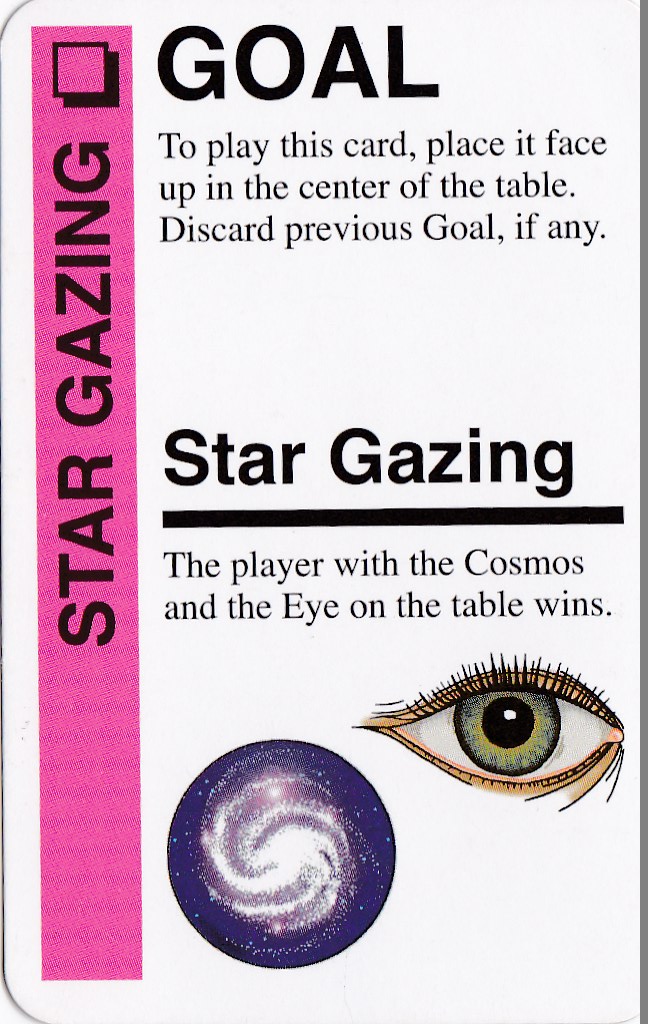 STAR GAZING
GOAL
To play this card, place it face
up in the center of the table.
Discard previous Goal, if any.
Star Gazing
The player with the Cosmos
and the Eye on the table wins.